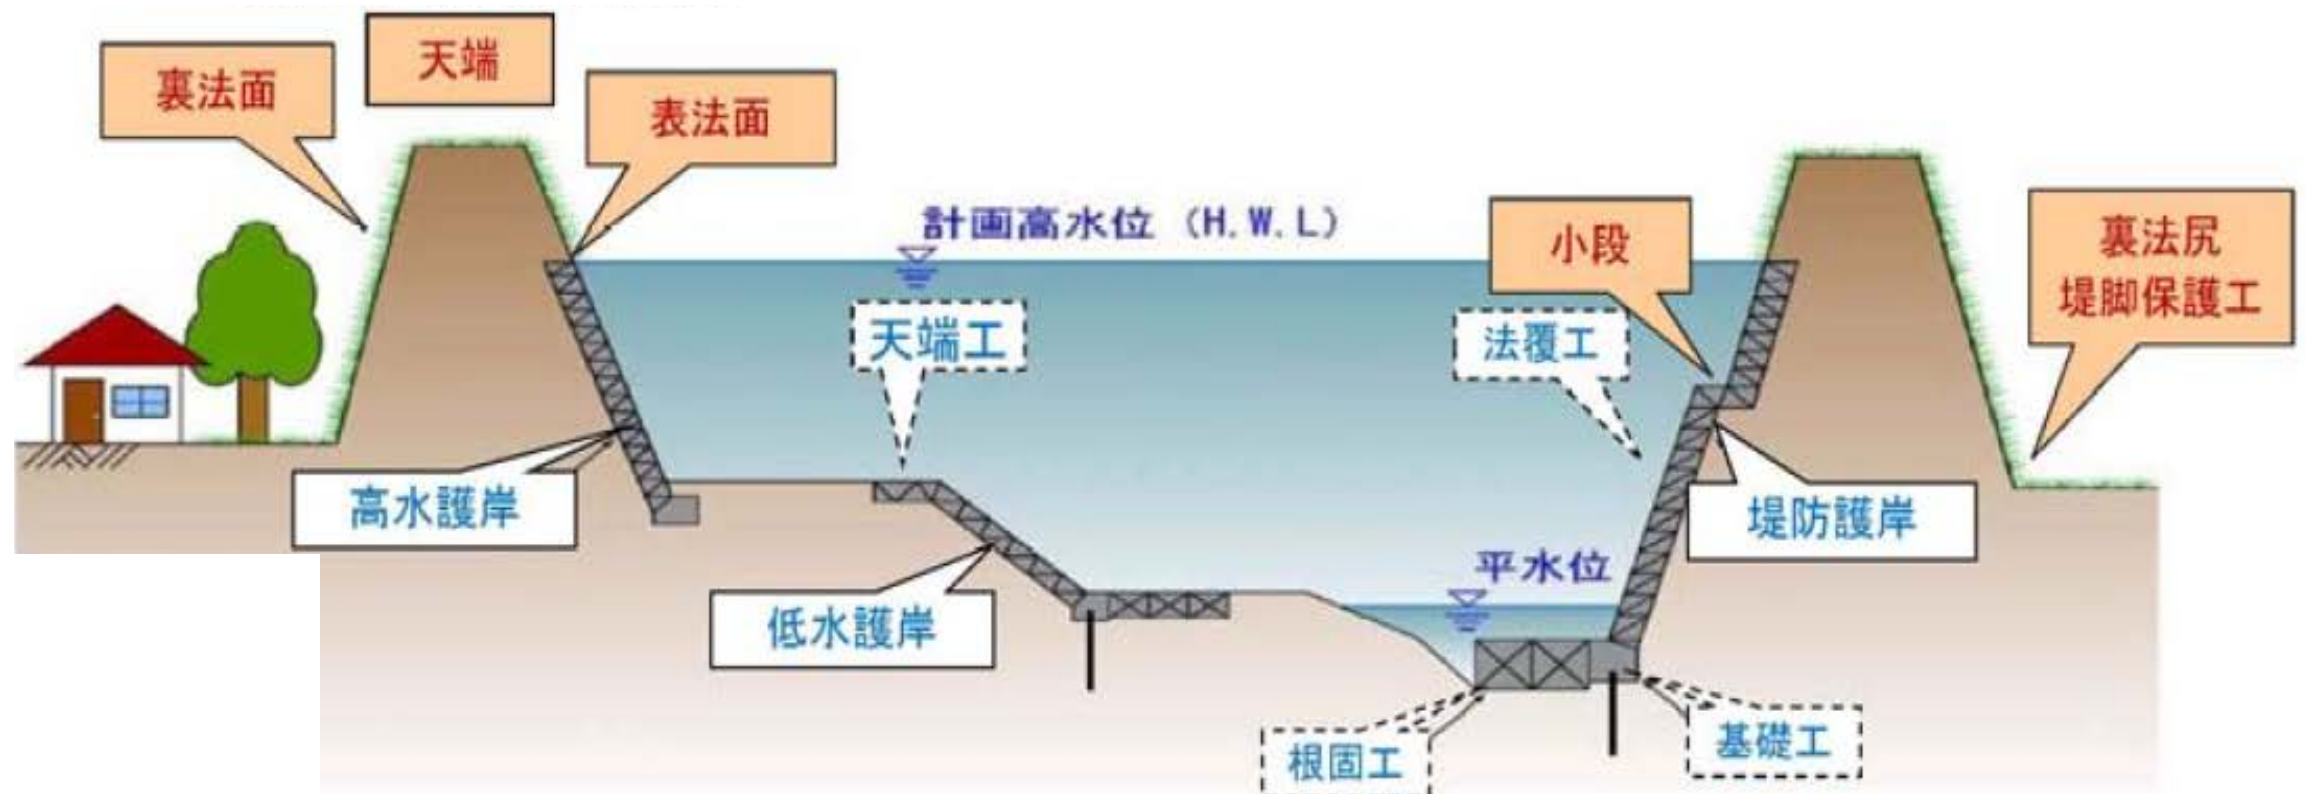 天端
裏法面
表法面
計画高水位 (H.W.L)
小段
裏法尻
堤脚保護工
天端工
法覆工
高水護岸
堤防護岸
平水位
低水護岸
根固工
基礎工